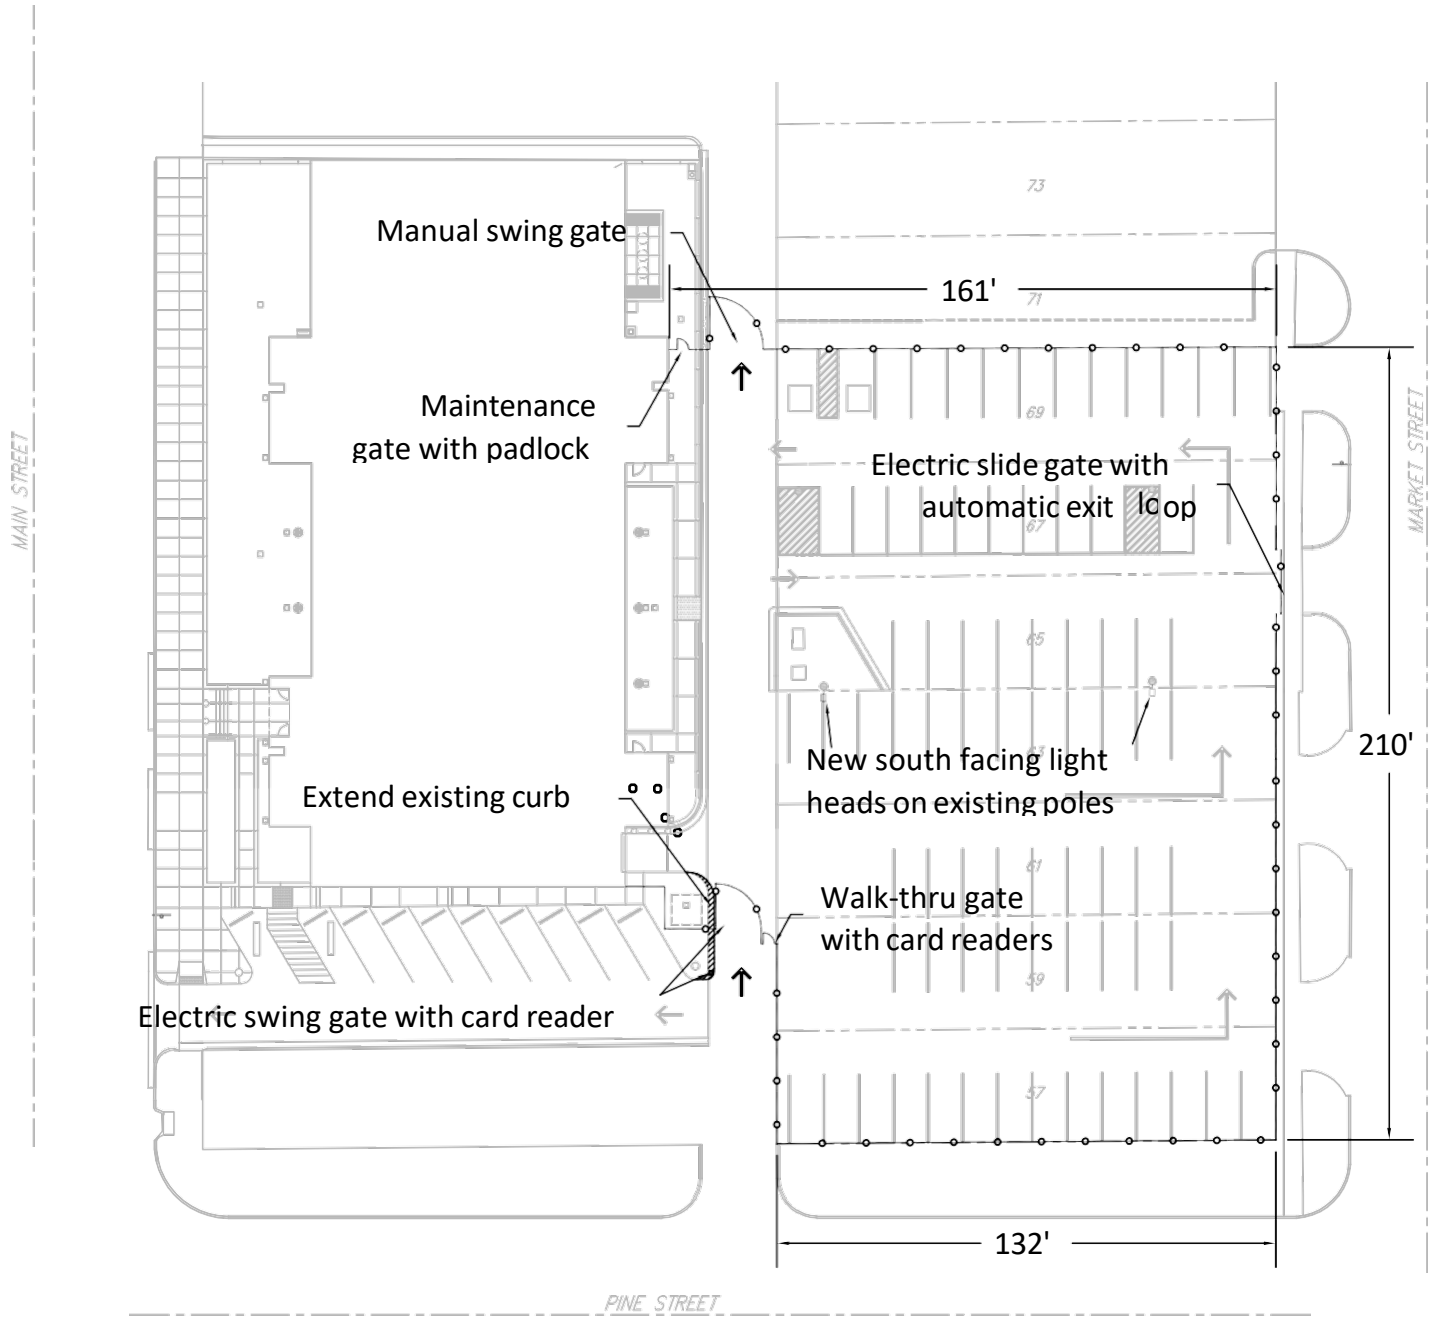 73
Manual swing gate
161'
71
Maintenance
gate with padlock
69
MAIN STREET
MARKET STREET
Electric slide gate with
automatic exit loop
67
65
New south facing light
heads on existing poles
63
210'
Extend existing curb
61
Walk-thru gate
with card readers
59
Electric swing gate with card reader
57
132'
PINE STREET